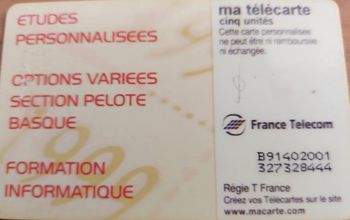 ETUDES
PERSONNALISEES
OPTIONS VARIEES
SECTION PELOTE
BASQUE
FORMATION
INFORMATIQUE
ma télécarte
cinq unités
Cette carte personnalisée
ne peut être ni remboursée
ni échangée.
France Telecom
B91402001
327328444
Régie T France
Créez vos Télécartes sur le site
www.macarte.com